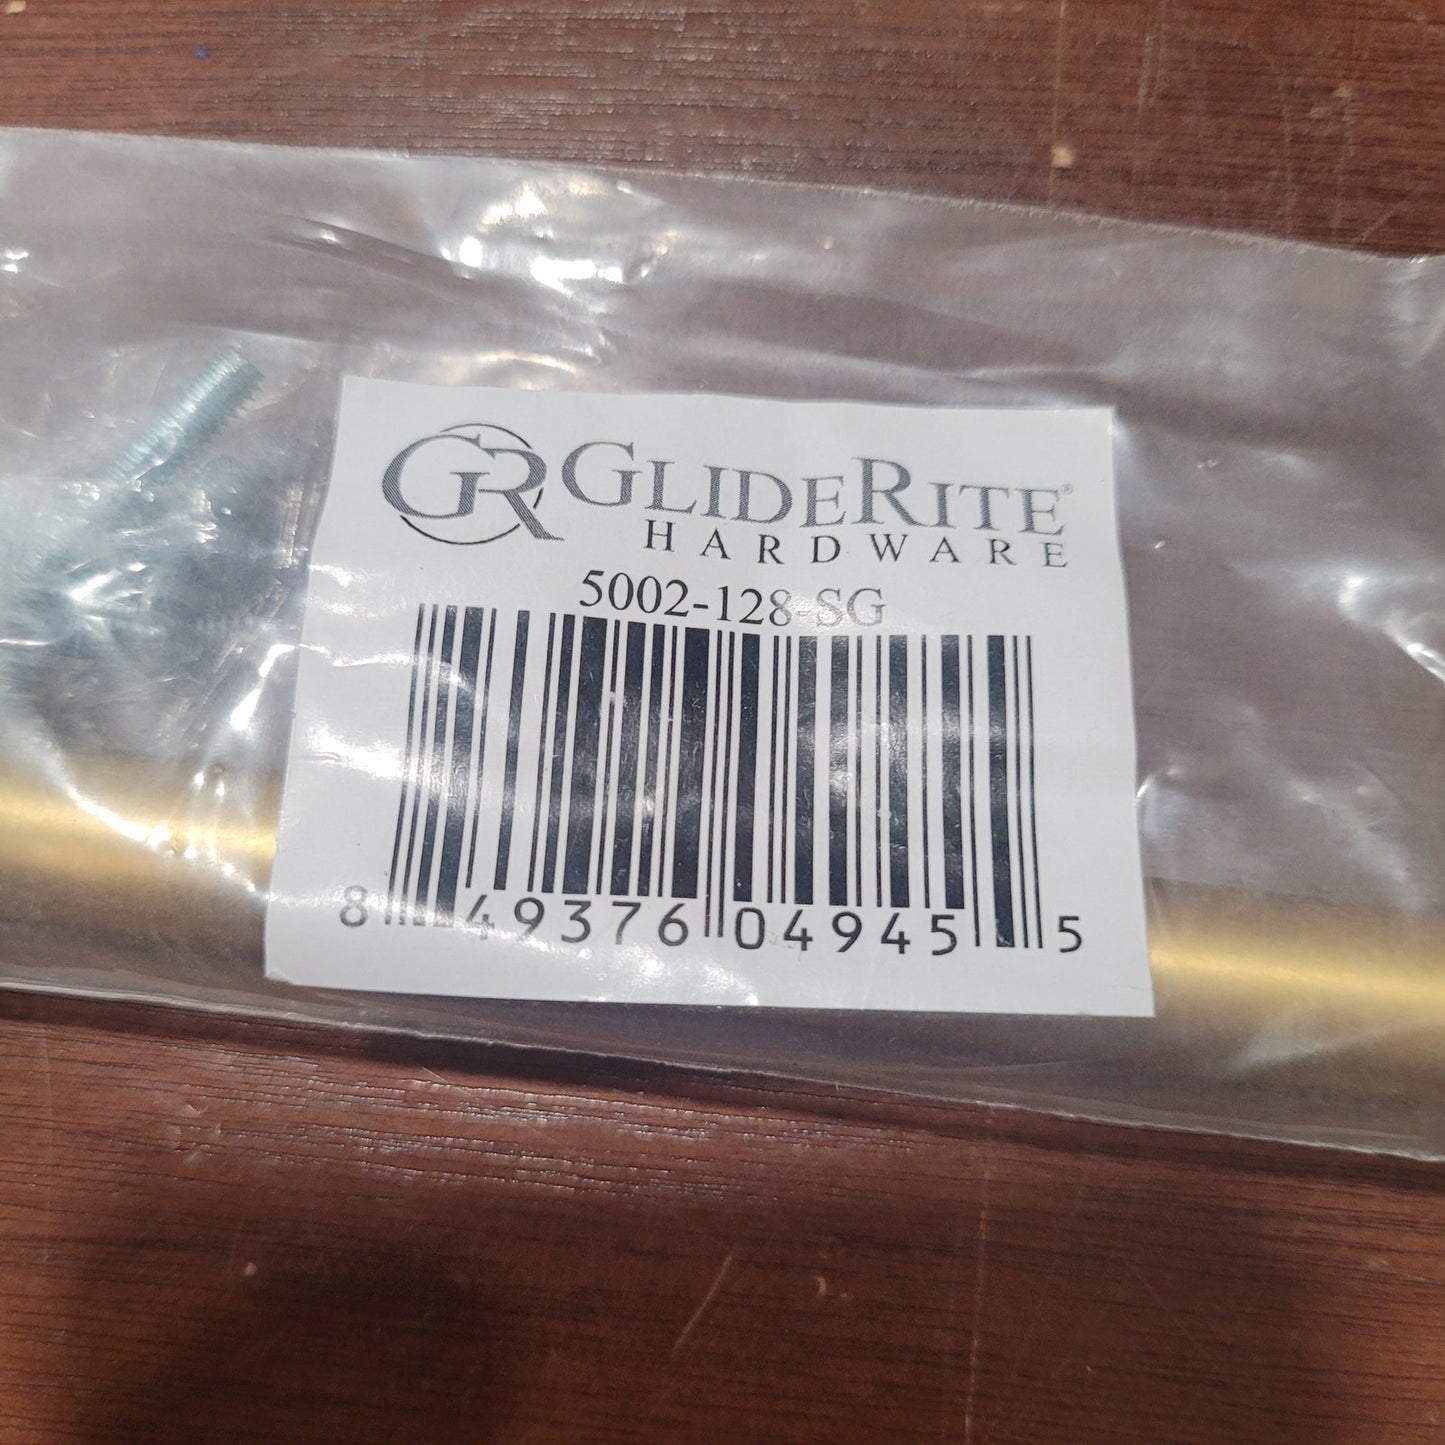 GR GLIDERITE®
HARDWARE
5002-128-SG
8 49376 04945 5